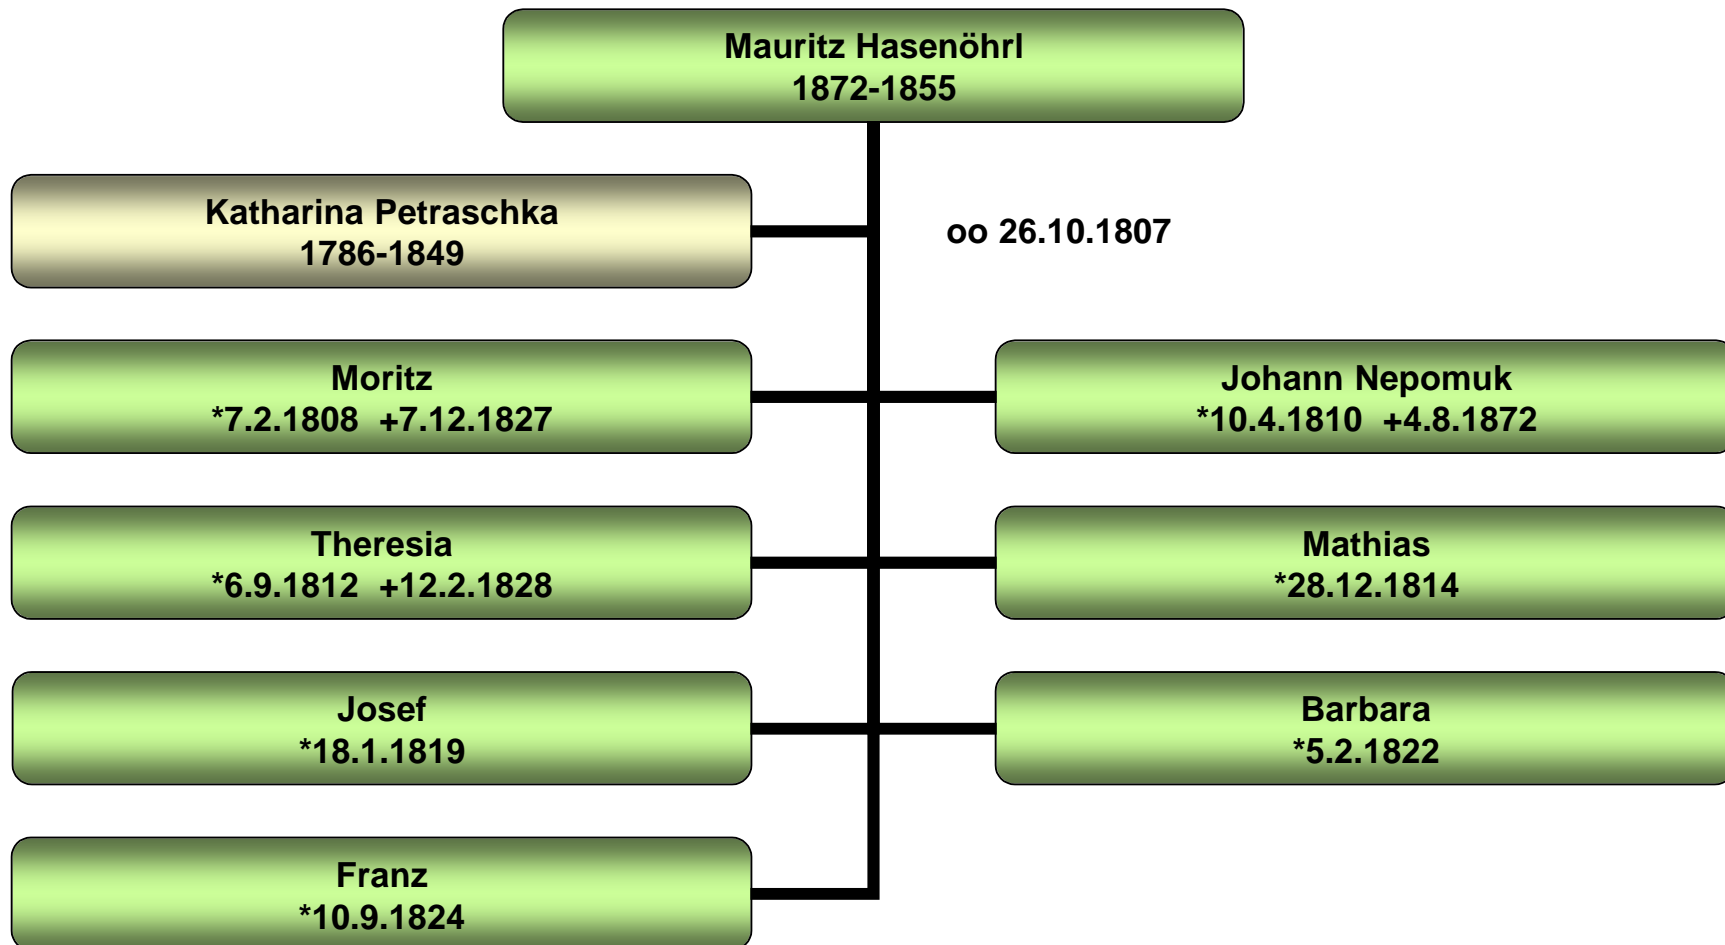 Mauritz Hasenöhrl
1872-1855
Katharina Petraschka
1786-1849
oo 26.10.1807
Moritz
*7.2.1808 +7.12.1827
Johann Nepomuk
*10.4.1810 +4.8.1872
Theresia
*6.9.1812 +12.2.1828
Mathias
*28.12.1814
Josef
*18.1.1819
Barbara
*5.2.1822
Franz
*10.9.1824